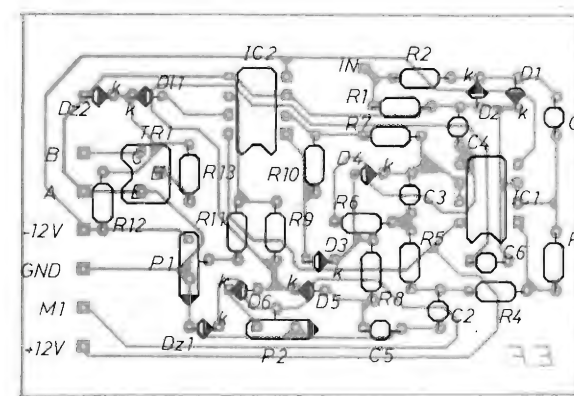 IC2
IN
R2
k
D1
Dz2
k
k
D11
R1
k
Dz
k
C
R7
C4
B
TR1
C
R13
R10
D4
k
IC1
A
E
C3
R12
R11
R9
R6
-12V
P1
D3
k
R5
C6
R
GND
M1
k
D6
k
D5
R8
C2
R4
+12V
Dz1
k
P2
C5